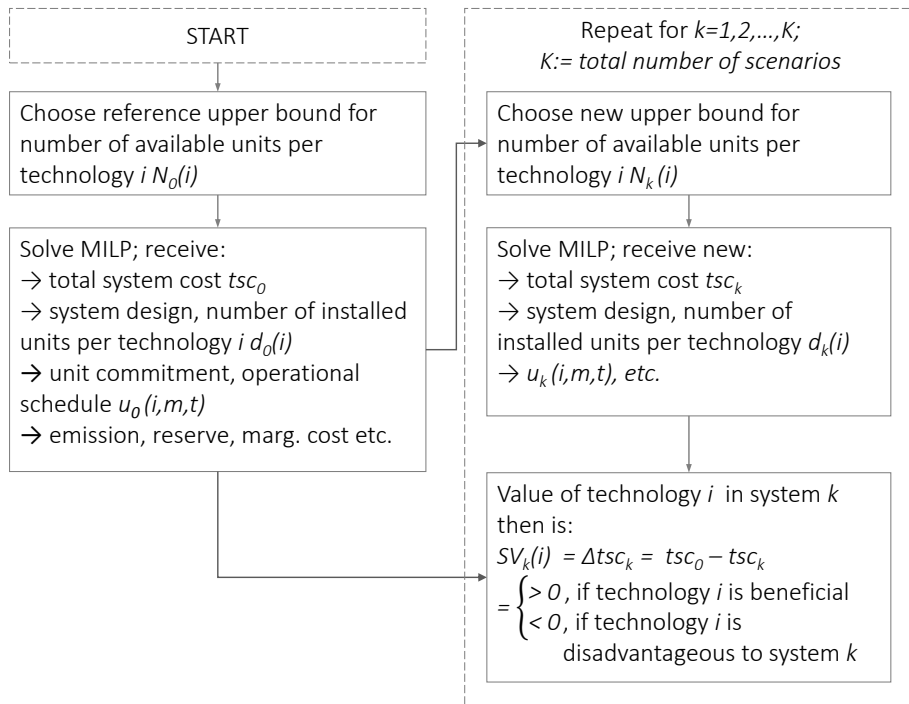 START
Choose reference upper bound for
number of available units per
technology i N₀(i)
Solve MILP; receive:
→ total system cost tsc₀
→ system design, number of installed
units per technology i d₀(i)
→ unit commitment, operational
schedule u₀(i,m,t)
→ emission, reserve, marg. cost etc.
Repeat for k=1,2,...,K;
K:= total number of scenarios
Choose new upper bound for
number of available units per
technology i Nₖ(i)
Solve MILP; receive new:
→ total system cost tscₖ
→ system design, number of
installed units per technology dₖ(i)
→ uₖ(i,m,t), etc.
Value of technology i in system k
then is:
SVₖ(i) = Δtscₖ = tsc₀ – tscₖ
= { > 0 , if technology i is beneficial
< 0 , if technology i is
disadvantageous to system k